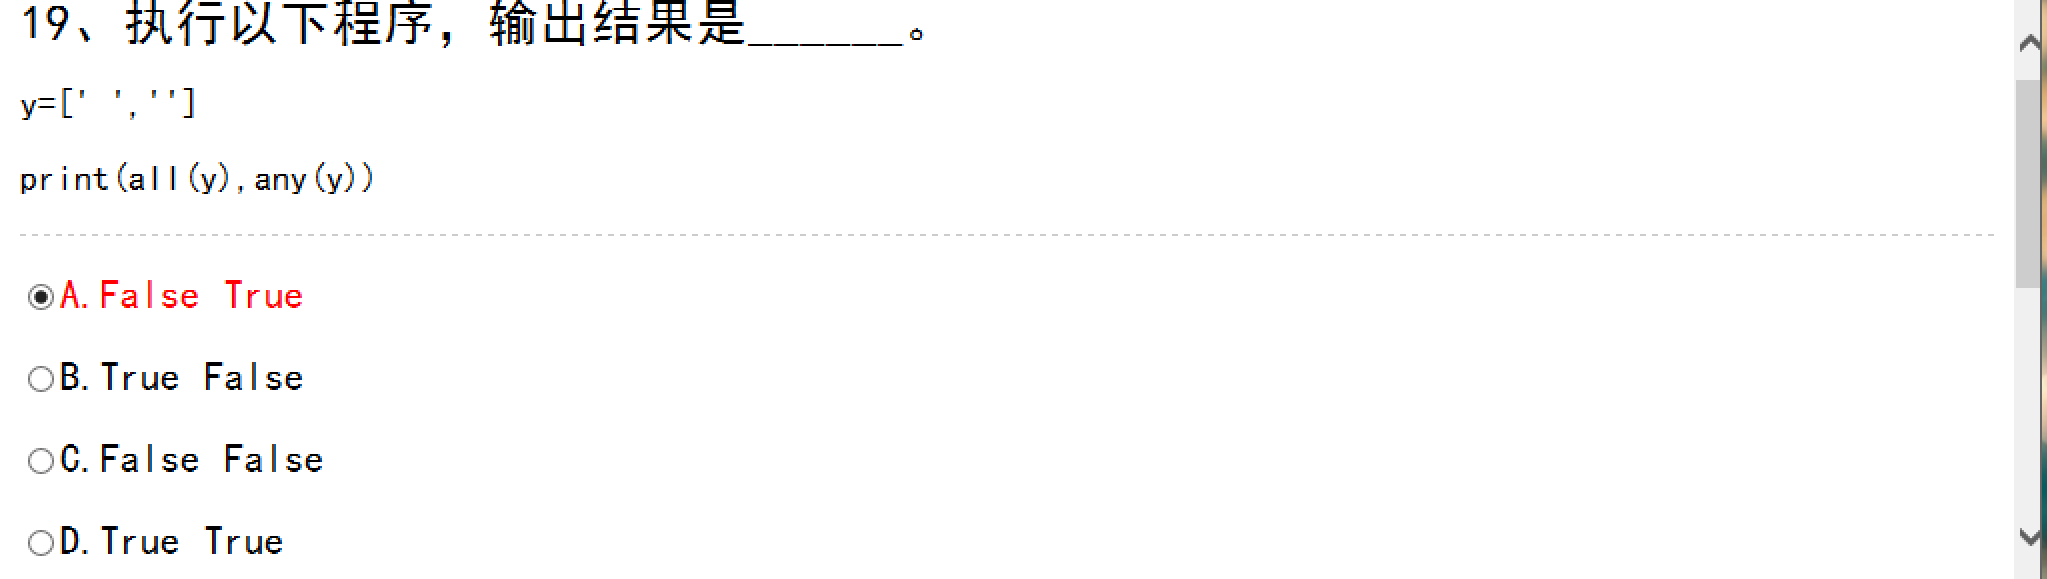 19、执行以下程序，输出结果是______。
y=[' ','']
print(all(y),any(y))
A.False True
B.True False
C.False False
D.True True